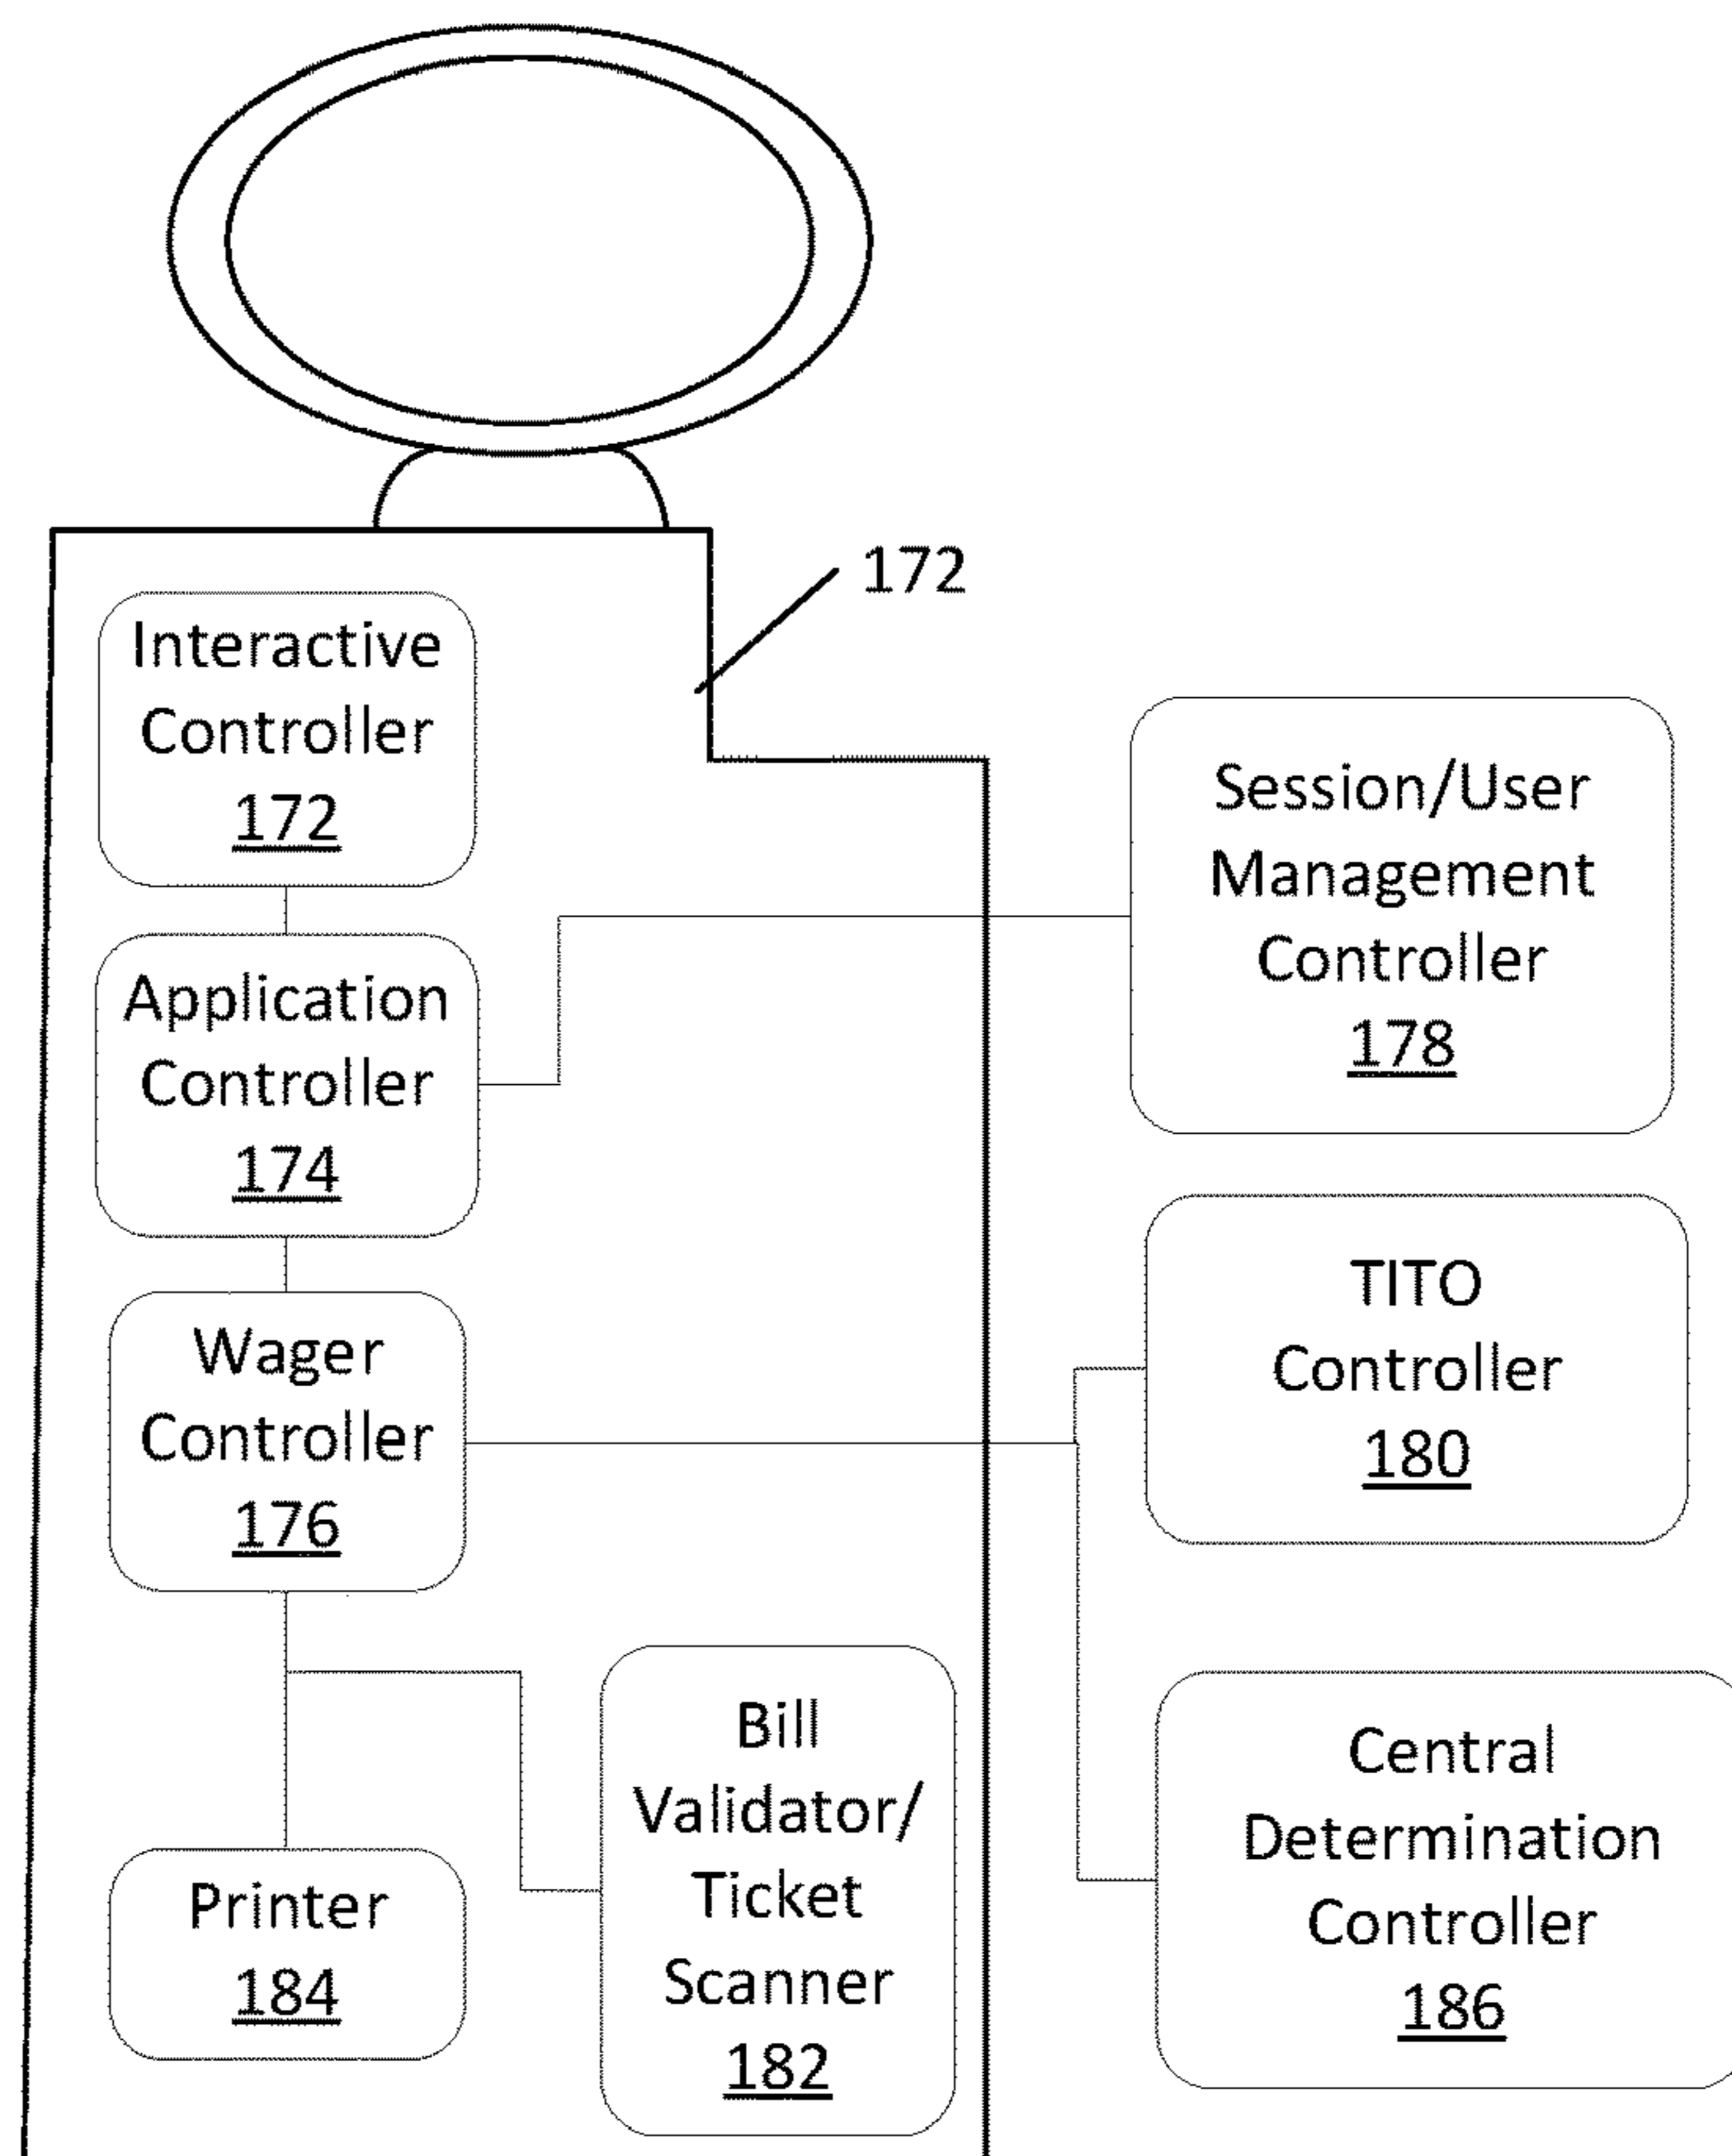 172
Interactive
Controller
172
Application
Controller
174
Wager
Controller
176
Printer
184
Bill
Validator/
Ticket
Scanner
182
Session/User
Management
Controller
178
TITO
Controller
180
Central
Determination
Controller
186